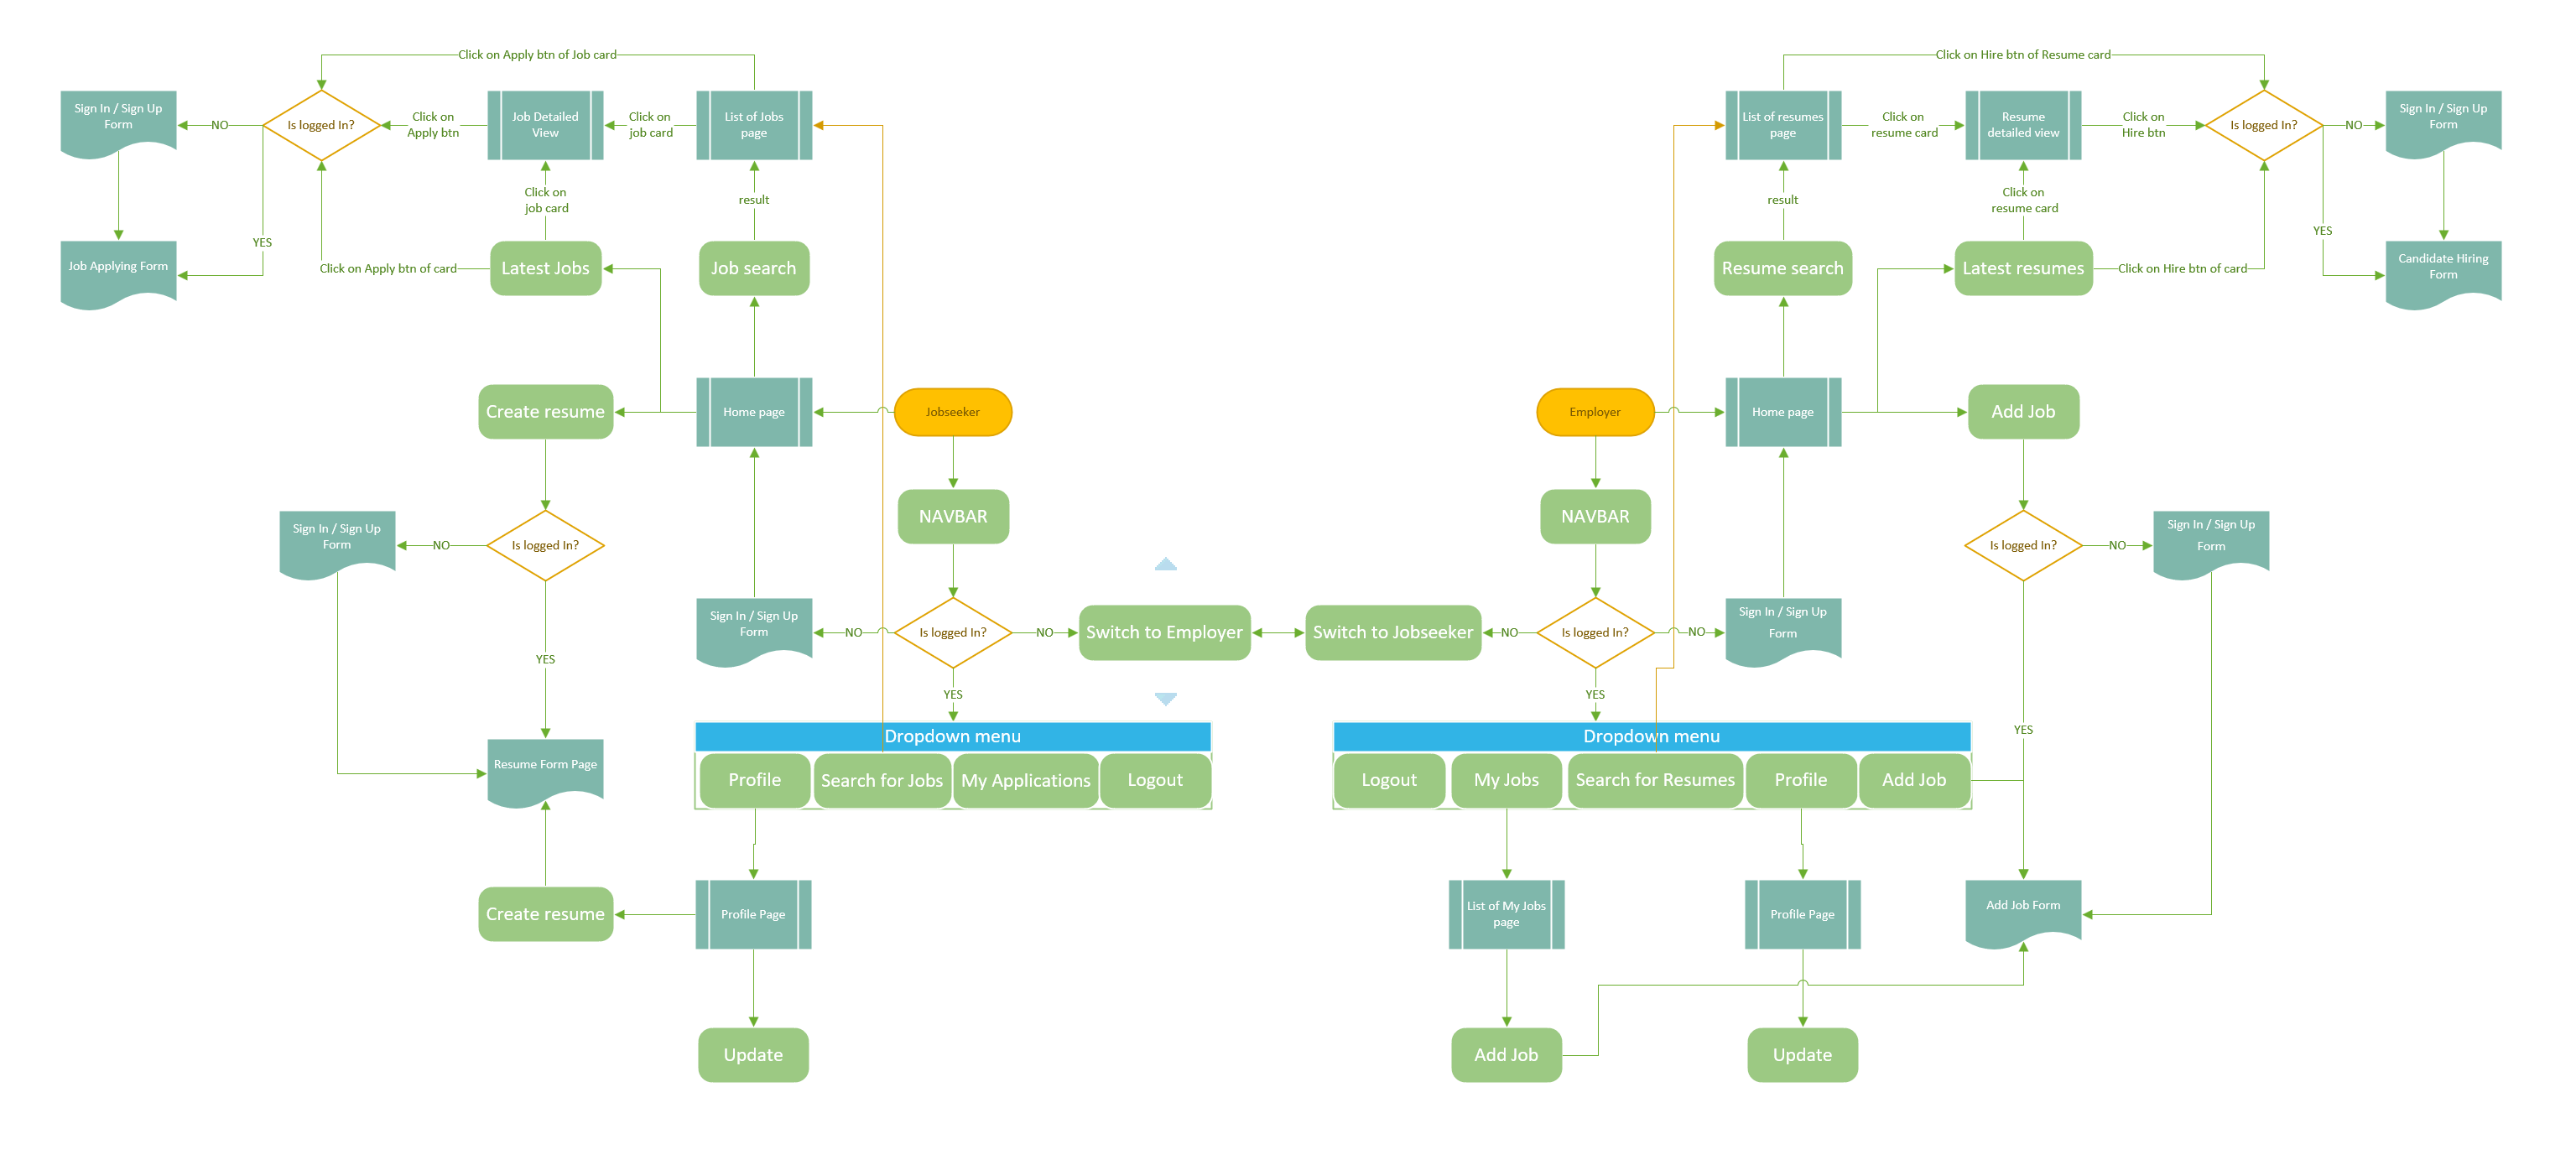 Click on Apply btn of Job card
Click on Hire btn of Resume card
Sign In / Sign Up
Form
NO
Is logged In?
Click on
Apply btn
Job Detailed
View
Click on
job card
List of Jobs
page
List of resumes
page
Click on
resume card
Resume
detailed view
Click on
Hire btn
Is logged In?
NO
Sign In / Sign Up
Form
Click on
job card
result
result
Click on
resume card
YES
YES
Job Applying Form
Click on Apply btn of card
Latest Jobs
Job search
Resume search
Latest resumes
Click on Hire btn of card
Candidate Hiring
Form
Create resume
Home page
Jobseeker
Employer
Home page
Add Job
NAVBAR
NAVBAR
Sign In / Sign Up
Form
NO
Is logged In?
Is logged In?
NO
Sign In / Sign Up
Form
Sign In / Sign Up
Form
NO
Is logged In?
NO
Switch to Employer
Switch to Jobseeker
NO
Is logged In?
NO
Sign In / Sign Up
Form
YES
YES
YES
YES
Dropdown menu
Dropdown menu
Resume Form Page
Profile
Search for Jobs
My Applications
Logout
Logout
My Jobs
Search for Resumes
Profile
Add Job
Create resume
Profile Page
List of My Jobs
page
Profile Page
Add Job Form
Update
Add Job
Update